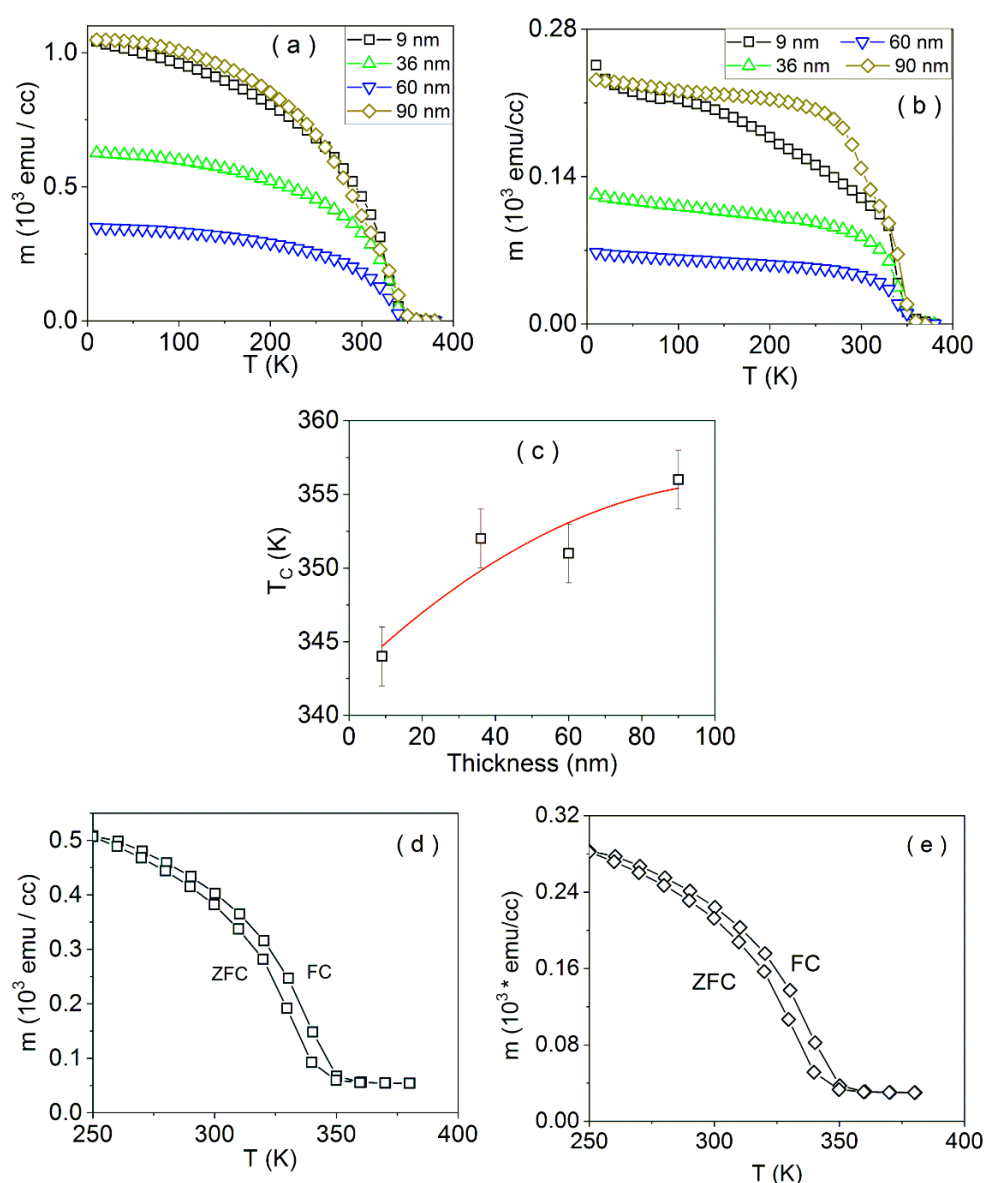 ( a )
9 nm
36 nm
60 nm
90 nm
1.0
0.5
0.0
m (10³ emu / cc)
0 100 200 300 400
T (K)
( b )
9 nm 60 nm
36 nm 90 nm
0.28
0.14
0.00
m (10³ emu/cc)
0 100 200 300 400
T (K)
( c )
360
355
350
345
340
T_C (K)
0 20 40 60 80 100
Thickness (nm)
( d )
0.5
0.4
0.3
0.2
0.1
0.0
m (10³ emu / cc)
ZFC FC
250 300 350 400
T (K)
( e )
0.32
0.24
0.16
0.08
0.00
m (10³ * emu/cc)
ZFC FC
250 300 350 400
T (K)